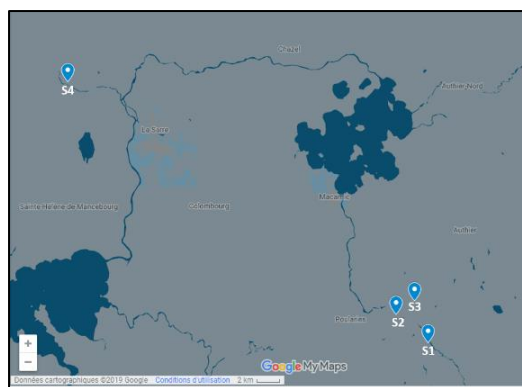 Chazel
Authier-Nord
S4
La Sarre
Sainte-Hélène de Mancebourg
Colombourg
Macamic
Authier
S3
Poularies
S2
S1
+
−
Google My Maps
Données cartographiques ©2019 Google Conditions d'utilisation 2 km